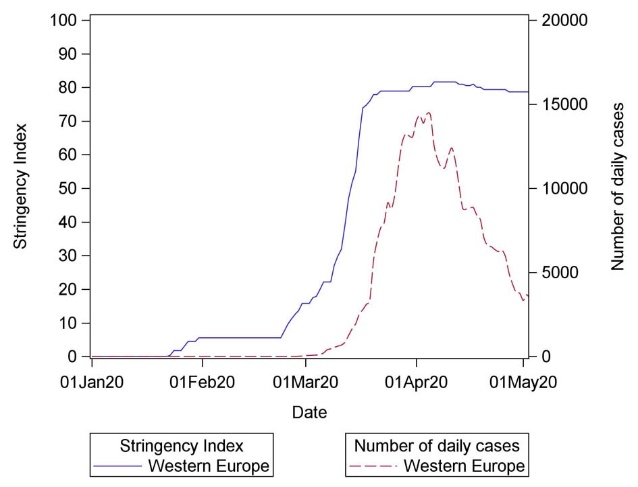 100
90
80
70
60
50
40
30
20
10
0
Stringency Index
20000
15000
10000
5000
0
Number of daily cases
01Jan20 01Feb20 01Mar20 01Apr20 01May20
Date
Stringency Index
Western Europe
Number of daily cases
Western Europe